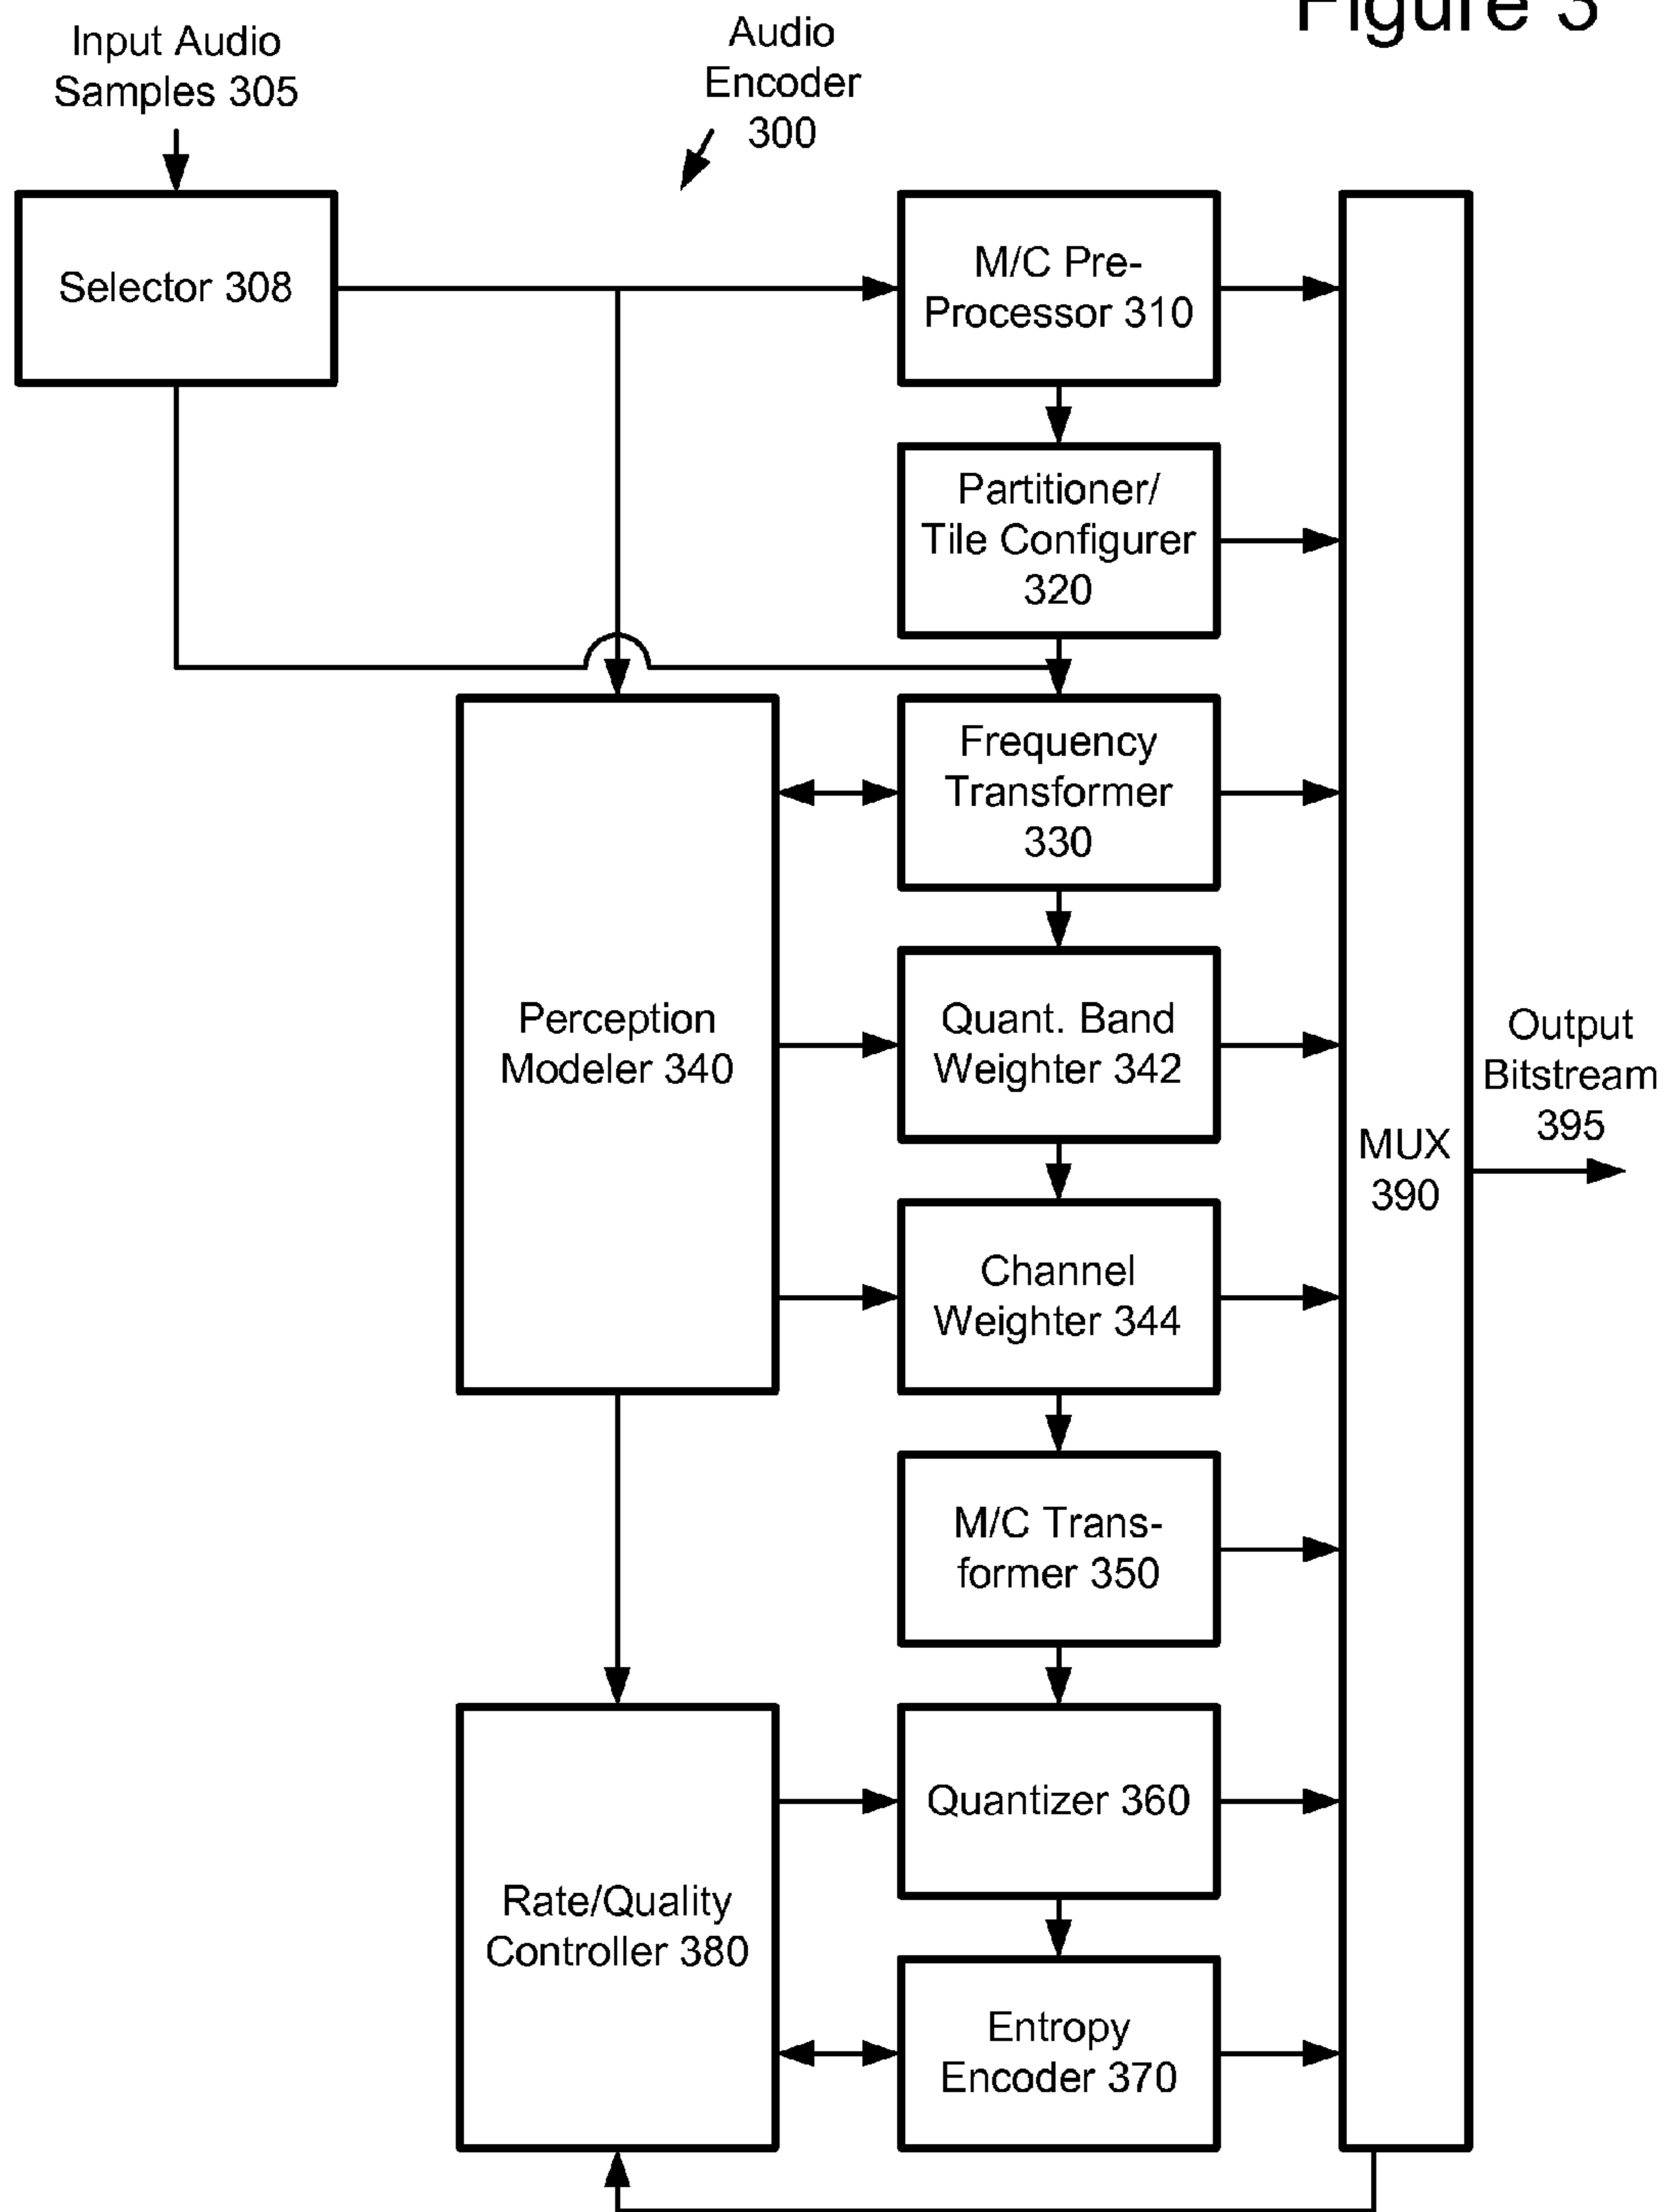 Figure 3
Input Audio
Samples 305
Audio
Encoder
300
Selector 308
M/C Pre-
Processor 310
Partitioner/
Tile Configurer
320
Frequency
Transformer
330
Perception
Modeler 340
Quant. Band
Weighter 342
Output
Bitstream
395
MUX
390
Channel
Weighter 344
M/C Trans-
former 350
Quantizer 360
Rate/Quality
Controller 380
Entropy
Encoder 370